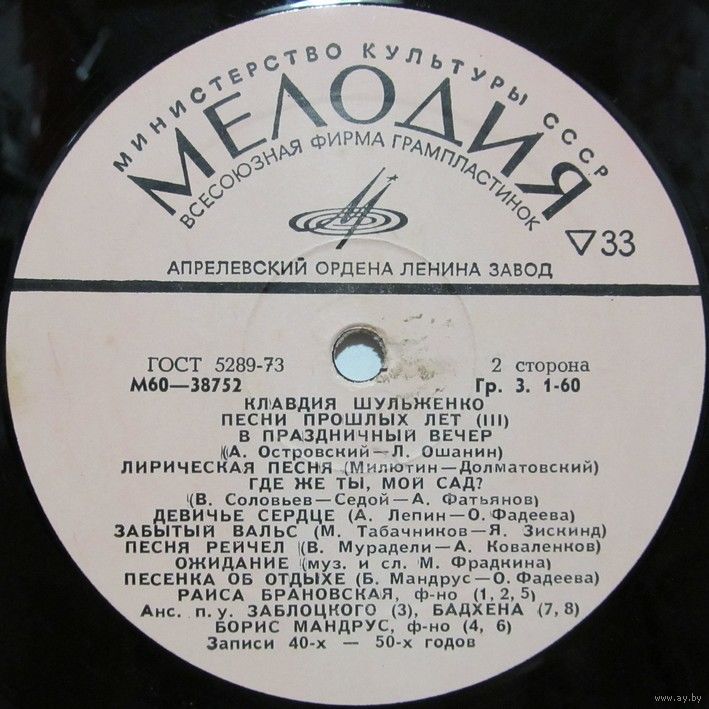 МИНИСТЕРСТВО КУЛЬТУРЫ СССР
МЕЛОДИЯ
ВСЕСОЮЗНАЯ ФИРМА ГРАМПЛАСТИНОК
▽33
АПРЕЛЕВСКИЙ ОРДЕНА ЛЕНИНА ЗАВОД
ГОСТ 5289-73 2 сторона
М60—38752 Гр. 3. 1-60
КЛАВДИЯ ШУЛЬЖЕНКО
ПЕСНИ ПРОШЛЫХ ЛЕТ (III)
В ПРАЗДНИЧНЫЙ ВЕЧЕР
(А. Островский—Л. Ошанин)
ЛИРИЧЕСКАЯ ПЕСНЯ (Милютин—Долматовский)
ГДЕ ЖЕ ТЫ, МОЙ САД?
(В. Соловьев—Седой—А. Фатьянов)
ДЕВИЧЬЕ СЕРДЦЕ (А. Лепин—О. Фадеева)
ЗАБЫТЫЙ ВАЛЬС (М. Табачников—Я. Зискинд)
ПЕСНЯ РЕЙЧЕЛ (В. Мурадели—А. Коваленков)
ОЖИДАНИЕ (муз. и сл. М. Фрадкина)
ПЕСЕНКА ОБ ОТДЫХЕ (Б. Мандрус—О. Фадеева)
РАИСА БРАНОВСКАЯ, ф-но (1, 2, 5)
Анс. п. у. ЗАБЛОЦКОГО (3), БАДХЕНА (7, 8)
БОРИС МАНДРУС, ф-но (4, 6)
Записи 40-х — 50-х годов
www.ay.by